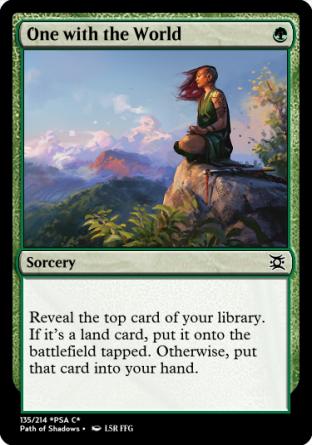 One with the World
Sorcery
Reveal the top card of your library.
If it's a land card, put it onto the
battlefield tapped. Otherwise, put
that card into your hand.
135/214 *PSA C*
Path of Shadows • LSR FFG